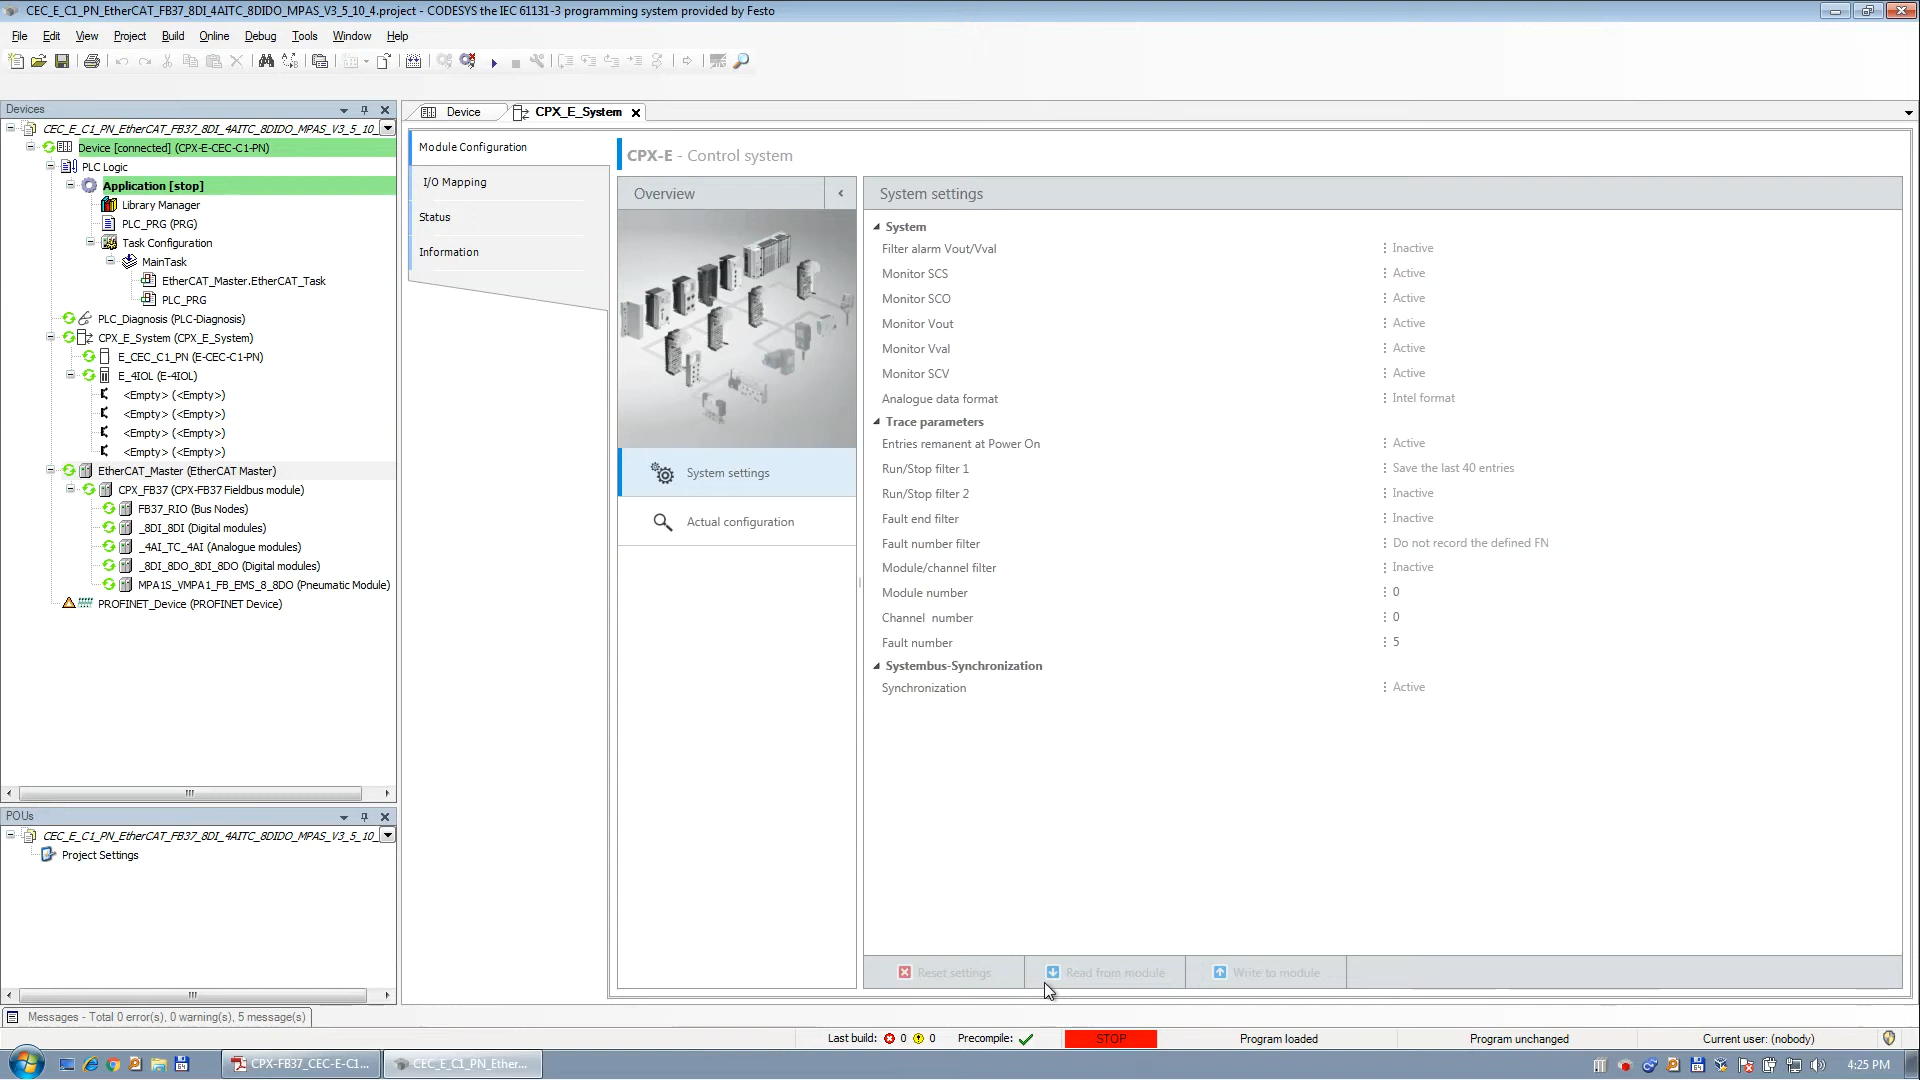 CEC_E_C1_PN_EtherCAT_FB37_8DI_4AITC_8DIDO_MPAS_V3_5_10_4.project - CODESYS the IEC 61131-3 programming system provided by Festo
File Edit View Project Build Online Debug Tools Window Help
Devices
CEC_E_C1_PN_EtherCAT_FB37_8DI_4AITC_8DIDO_MPAS_V3_5_10_
Device [connected] (CPX-E-CEC-C1-PN)
PLC Logic
Application [stop]
Library Manager
PLC_PRG (PRG)
Task Configuration
MainTask
EtherCAT_Master.EtherCAT_Task
PLC_PRG
PLC_Diagnosis (PLC-Diagnosis)
CPX_E_System (CPX_E_System)
E_CEC_C1_PN (E-CEC-C1-PN)
E_4IOL (E-4IOL)
<Empty> (<Empty>)
<Empty> (<Empty>)
<Empty> (<Empty>)
<Empty> (<Empty>)
EtherCAT_Master (EtherCAT Master)
CPX_FB37 (CPX-FB37 Fieldbus module)
FB37_RIO (Bus Nodes)
_8DI_8DI (Digital modules)
_4AI_TC_4AI (Analogue modules)
_8DI_8DO_8DI_8DO (Digital modules)
MPA1S_VMPA1_FB_EMS_8_8DO (Pneumatic Module)
PROFINET_Device (PROFINET Device)
POUs
CEC_E_C1_PN_EtherCAT_FB37_8DI_4AITC_8DIDO_MPAS_V3_5_10_
Project Settings
Device CPX_E_System
Module Configuration
I/O Mapping
Status
Information
CPX-E - Control system
Overview
System settings
Actual configuration
System settings
System
Filter alarm Vout/Vval Inactive
Monitor SCS Active
Monitor SCO Active
Monitor Vout Active
Monitor Vval Active
Monitor SCV Active
Analogue data format Intel format
Trace parameters
Entries remanent at Power On Active
Run/Stop filter 1 Save the last 40 entries
Run/Stop filter 2 Inactive
Fault end filter Inactive
Fault number filter Do not record the defined FN
Module/channel filter Inactive
Module number 0
Channel number 0
Fault number 5
Systembus-Synchronization
Synchronization Active
Reset settings Read from module Write to module
Messages - Total 0 error(s), 0 warning(s), 5 message(s)
Last build: 0 0 Precompile: STOP Program loaded Program unchanged Current user: (nobody)
CPX-FB37_CEC-E-C1... CEC_E_C1_PN_Ether... 4:25 PM